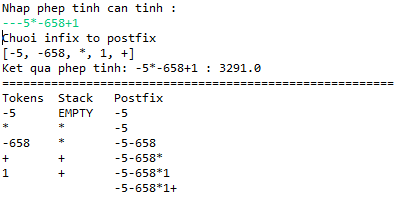 Nhap phep tinh can tinh :
---5*-658+1
Chuoi infix to postfix
[-5, -658, *, 1, +]
Ket qua phep tinh: -5*-658+1 : 3291.0
========================================================
Tokens Stack Postfix
-5 EMPTY -5
* * -5
-658 * -5-658
+ + -5-658*
1 + -5-658*1
-5-658*1+